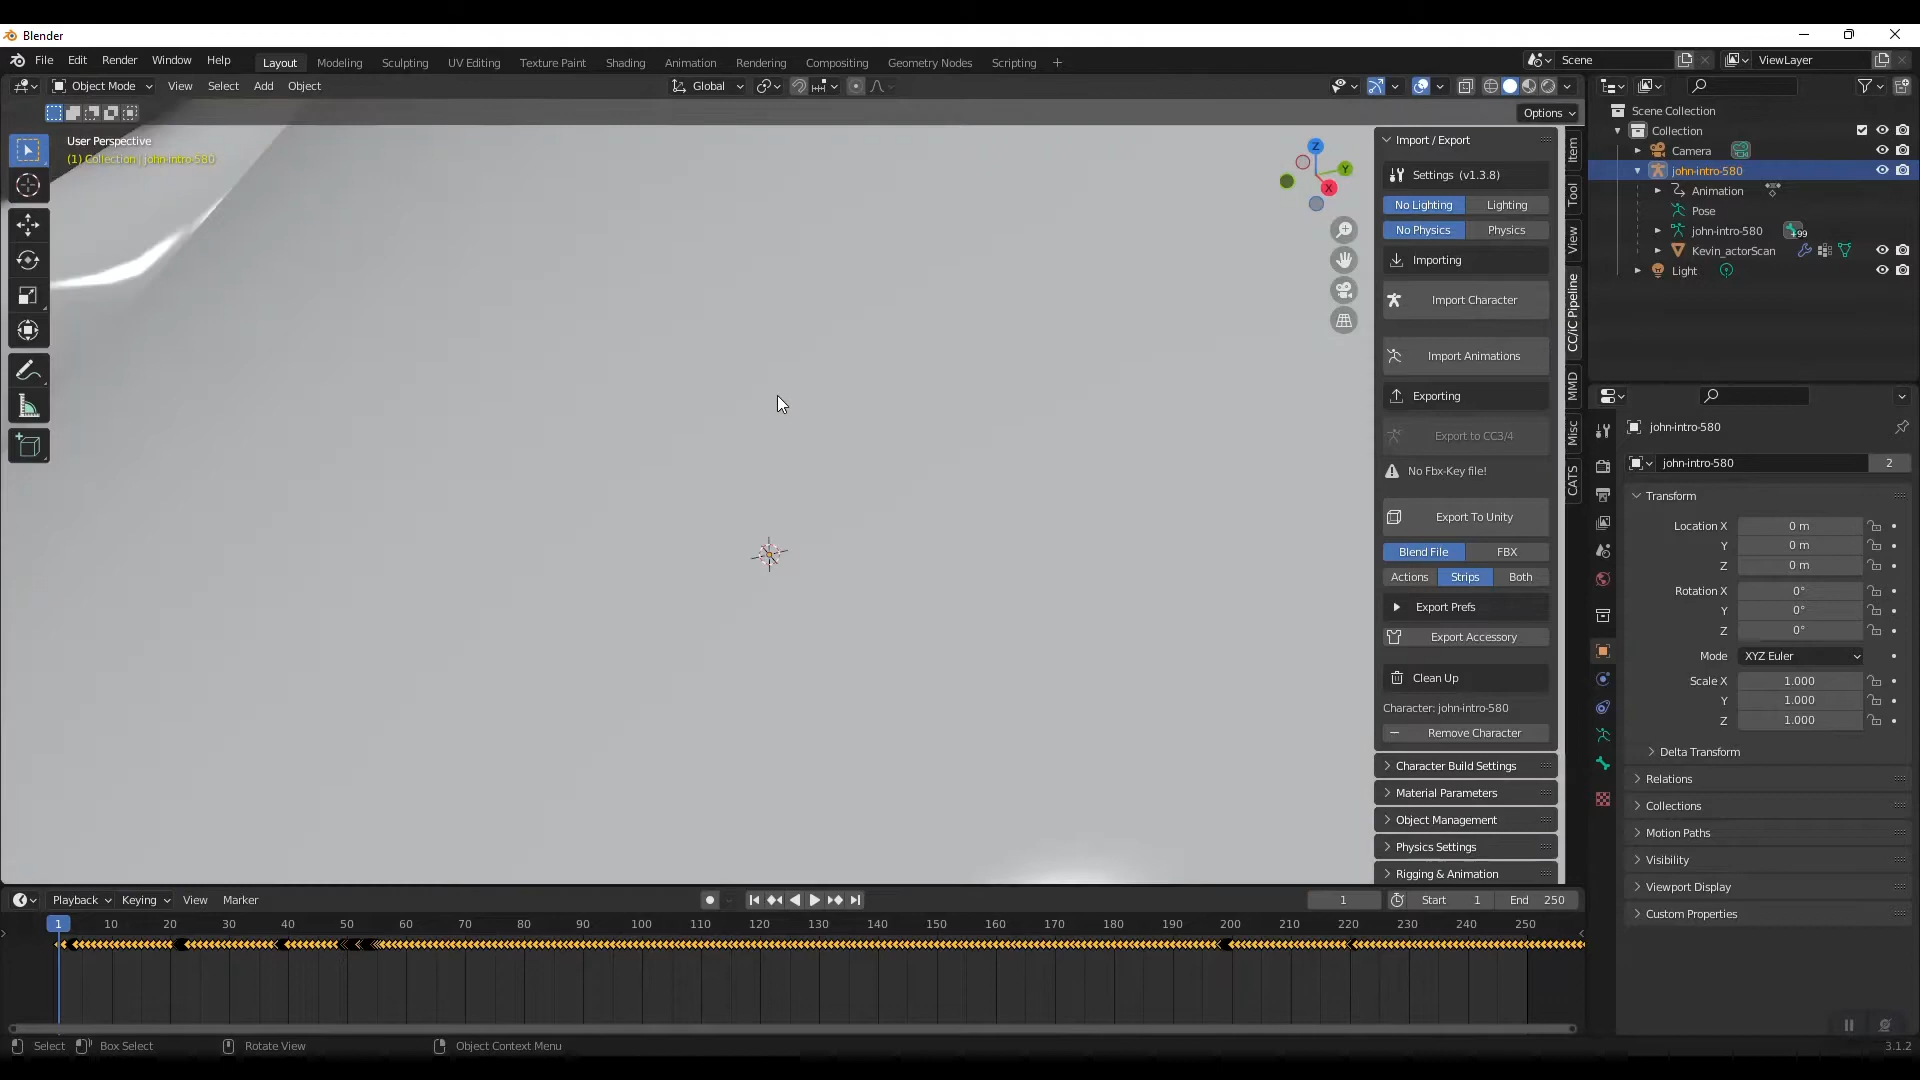 Blender
File Edit Render Window Help
Layout Modeling Sculpting UV Editing Texture Paint Shading Animation Rendering Compositing Geometry Nodes Scripting +
Scene
ViewLayer
Object Mode View Select Add Object
Global
Options
User Perspective
(1) Collection | john-intro-580
Z
Y
X
Import / Export
Settings (v1.3.8)
No Lighting Lighting
No Physics Physics
Importing
Import Character
Import Animations
Exporting
Export to CC3/4
No Fbx-Key file!
Export To Unity
Blend File FBX
Actions Strips Both
Export Prefs
Export Accessory
Clean Up
Character: john-intro-580
Remove Character
Character Build Settings
Material Parameters
Object Management
Physics Settings
Rigging & Animation
Item
Tool
View
CC/iC Pipeline
MMD
Misc
CATS
Scene Collection
Collection
Camera
john-intro-580
Animation
Pose
john-intro-580
+99
Kevin_actorScan
Light
john-intro-580
john-intro-580 2
Transform
Location X 0 m
Y 0 m
Z 0 m
Rotation X 0°
Y 0°
Z 0°
Mode XYZ Euler
Scale X 1.000
Y 1.000
Z 1.000
Delta Transform
Relations
Collections
Motion Paths
Visibility
Viewport Display
Custom Properties
Playback Keying View Marker
1 Start 1 End 250
1 10 20 30 40 50 60 70 80 90 100 110 120 130 140 150 160 170 180 190 200 210 220 230 240 250
Select Box Select Rotate View Object Context Menu
3.1.2